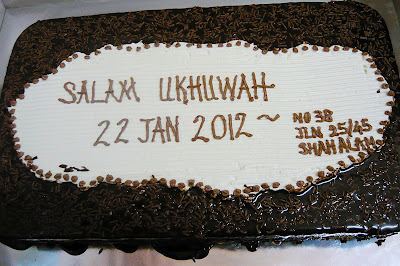 SALAM UKHUWAH
22 JAN 2012 ~
NO 38
JLN 25/45
SHAH ALAM